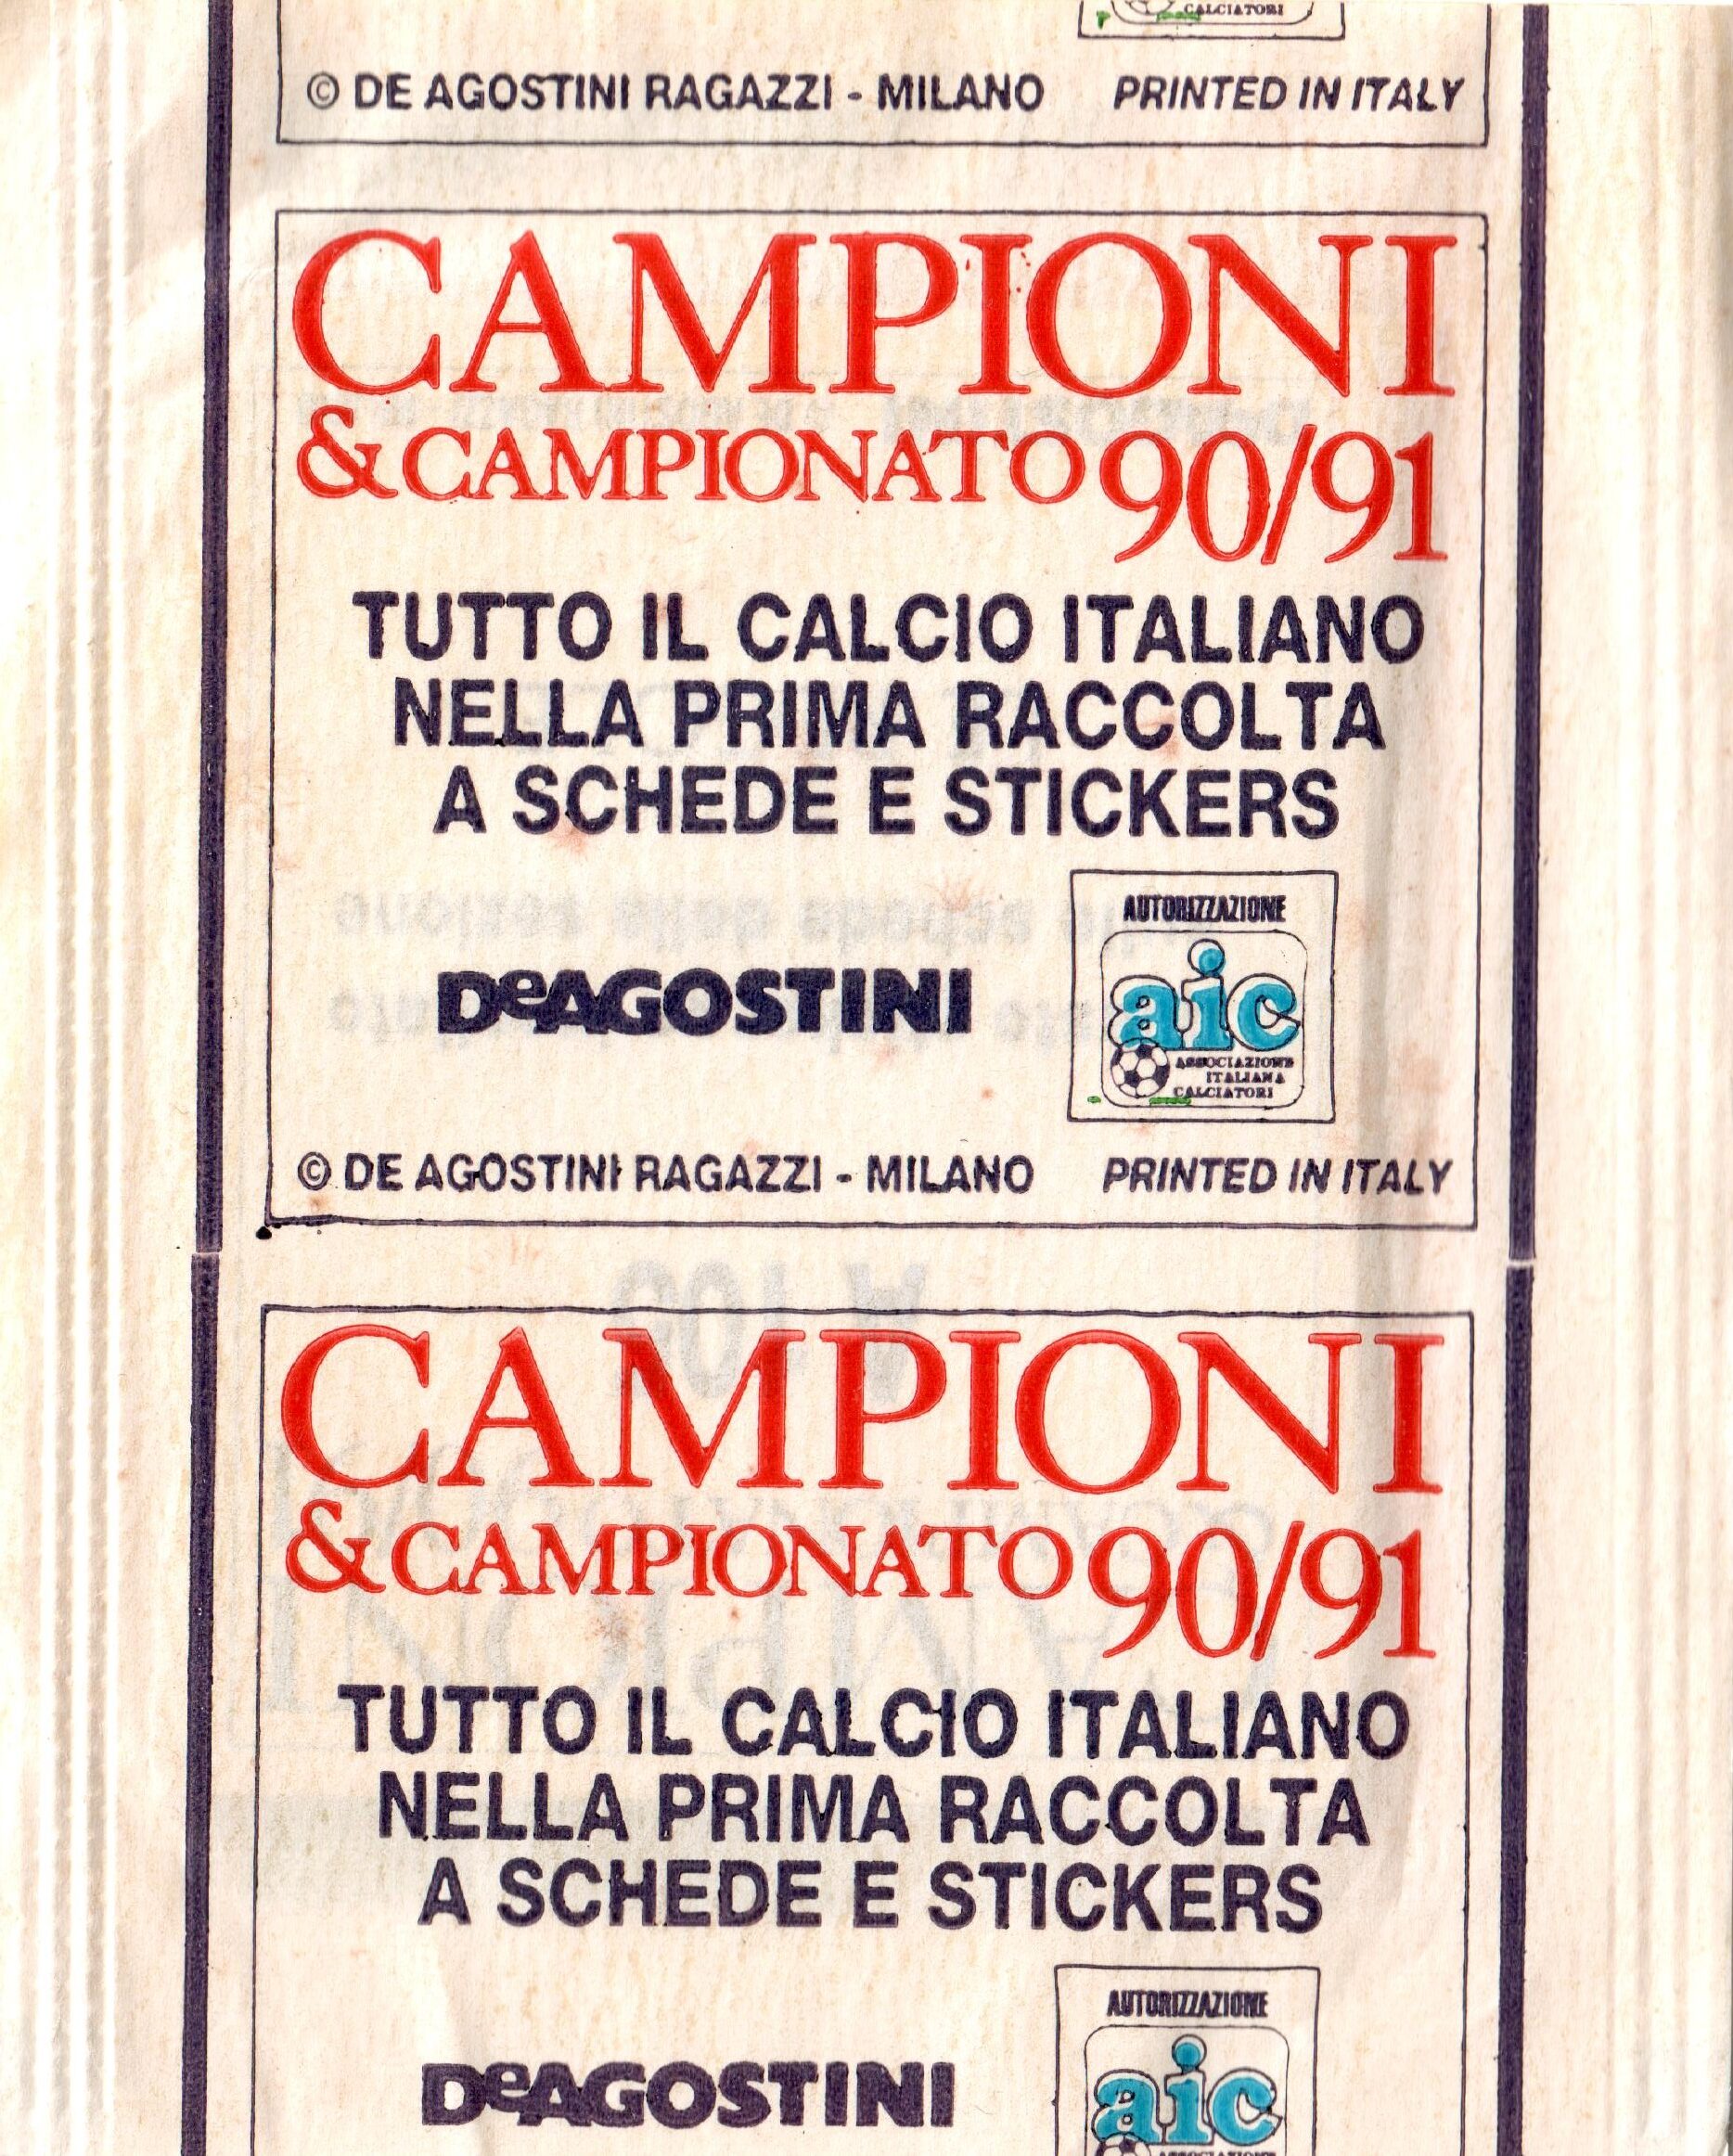 CALCIATORI
© DE AGOSTINI RAGAZZI - MILANO PRINTED IN ITALY
CAMPIONI
& CAMPIONATO 90/91
TUTTO IL CALCIO ITALIANO
NELLA PRIMA RACCOLTA
A SCHEDE E STICKERS
AUTORIZZAZIONE
DeAGOSTINI
aic
ASSOCIAZIONE
ITALIANA
CALCIATORI
© DE AGOSTINI RAGAZZI - MILANO PRINTED IN ITALY
CAMPIONI
& CAMPIONATO 90/91
TUTTO IL CALCIO ITALIANO
NELLA PRIMA RACCOLTA
A SCHEDE E STICKERS
AUTORIZZAZIONE
DeAGOSTINI
aic
ASSOCIAZIONE